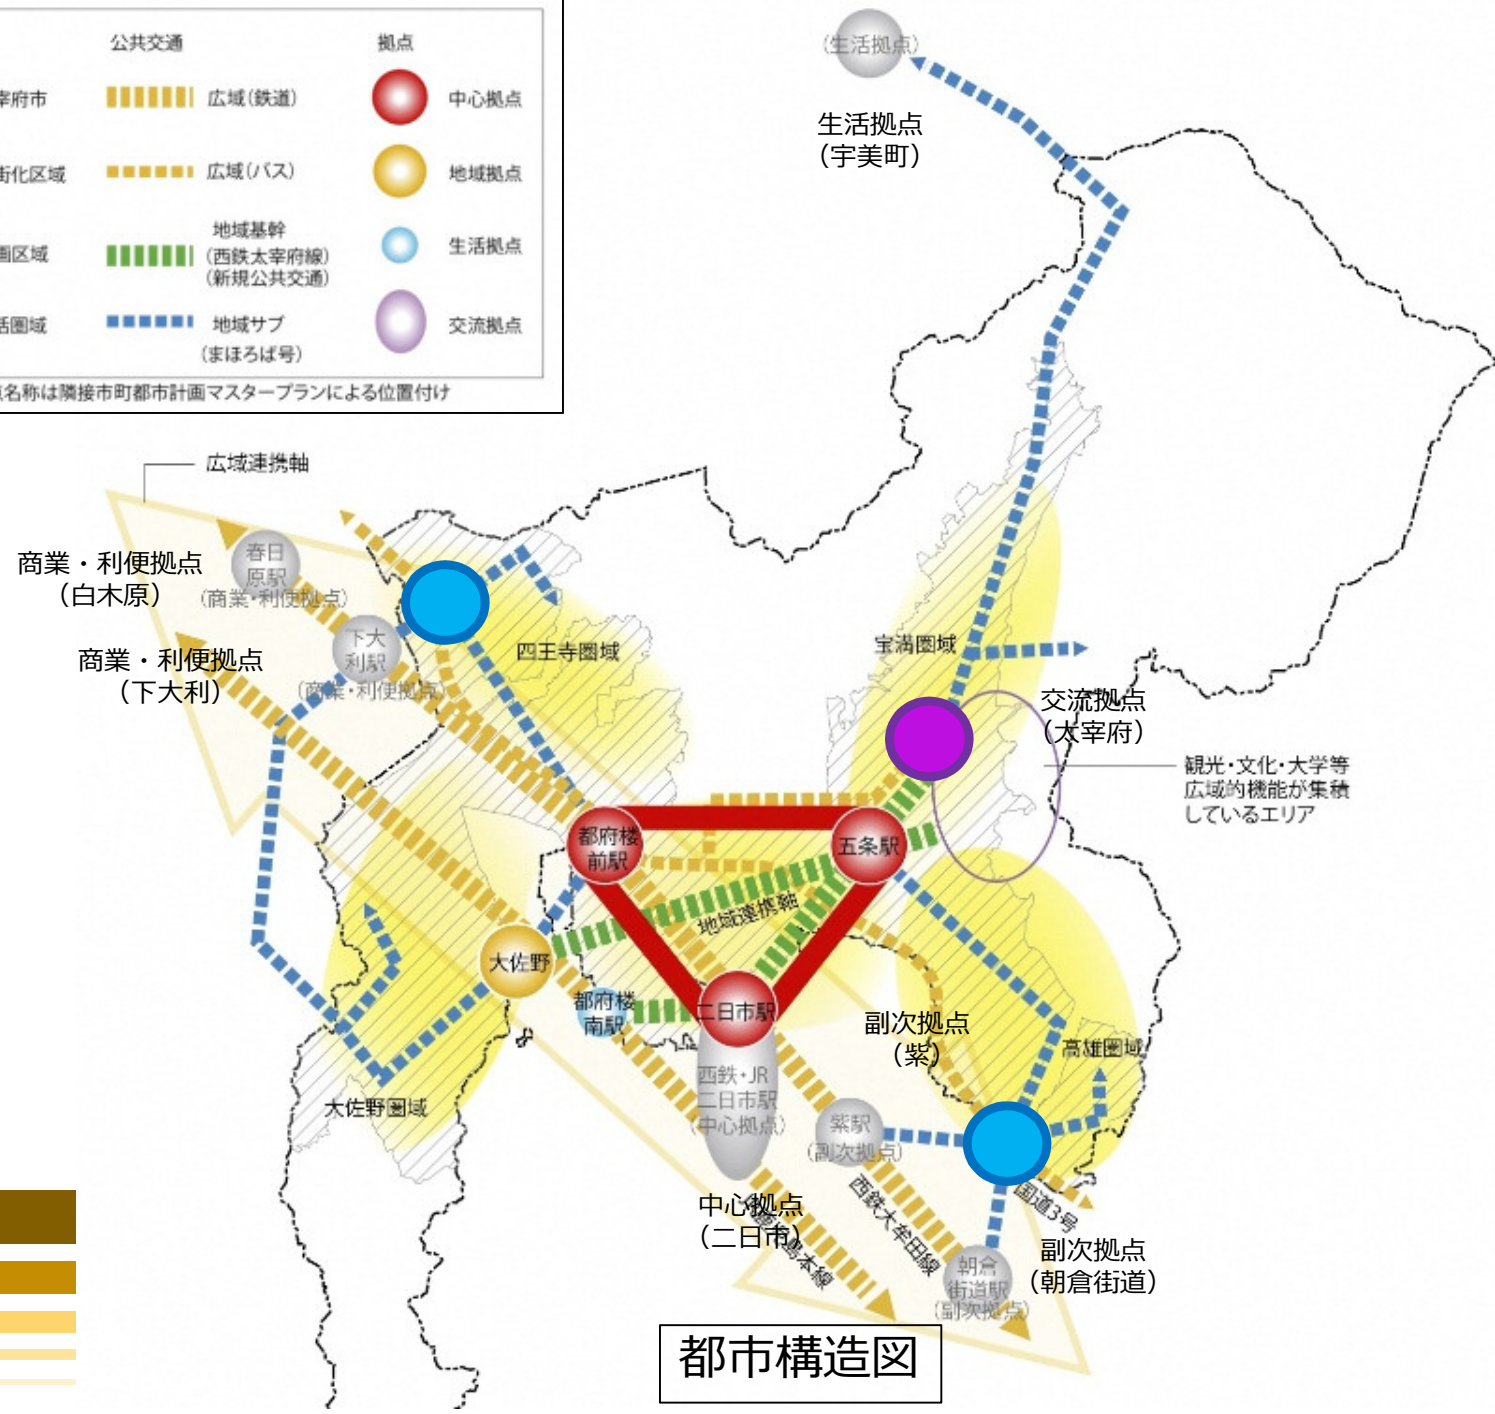 公共交通
拠点
宰府市
広域(鉄道)
中心拠点
街化区域
広域(バス)
地域拠点
画区域
地域基幹
(西鉄太宰府線)
(新規公共交通)
生活拠点
活圏域
地域サブ
(まほろば号)
交流拠点
点名称は隣接市町都市計画マスタープランによる位置付け
(生活拠点)
生活拠点
（宇美町）
広域連携軸
商業・利便拠点
（白木原）
春日
原駅
(商業・利便拠点)
商業・利便拠点
（下大利）
下大
利駅
(商業・利便拠点)
四王寺圏域
宝満圏域
交流拠点
（太宰府）
観光・文化・大学等
広域的機能が集積
しているエリア
都府楼
前駅
五条駅
地域連携軸
大佐野
都府楼
南駅
二日市駅
副次拠点
（紫）
高雄圏域
大佐野圏域
西鉄・JR
二日市駅
(中心拠点)
紫駅
(副次拠点)
中心拠点
（二日市）
島本線
西鉄大牟田線
国道3号
副次拠点
（朝倉街道）
朝倉
街道駅
(副次拠点)
都市構造図